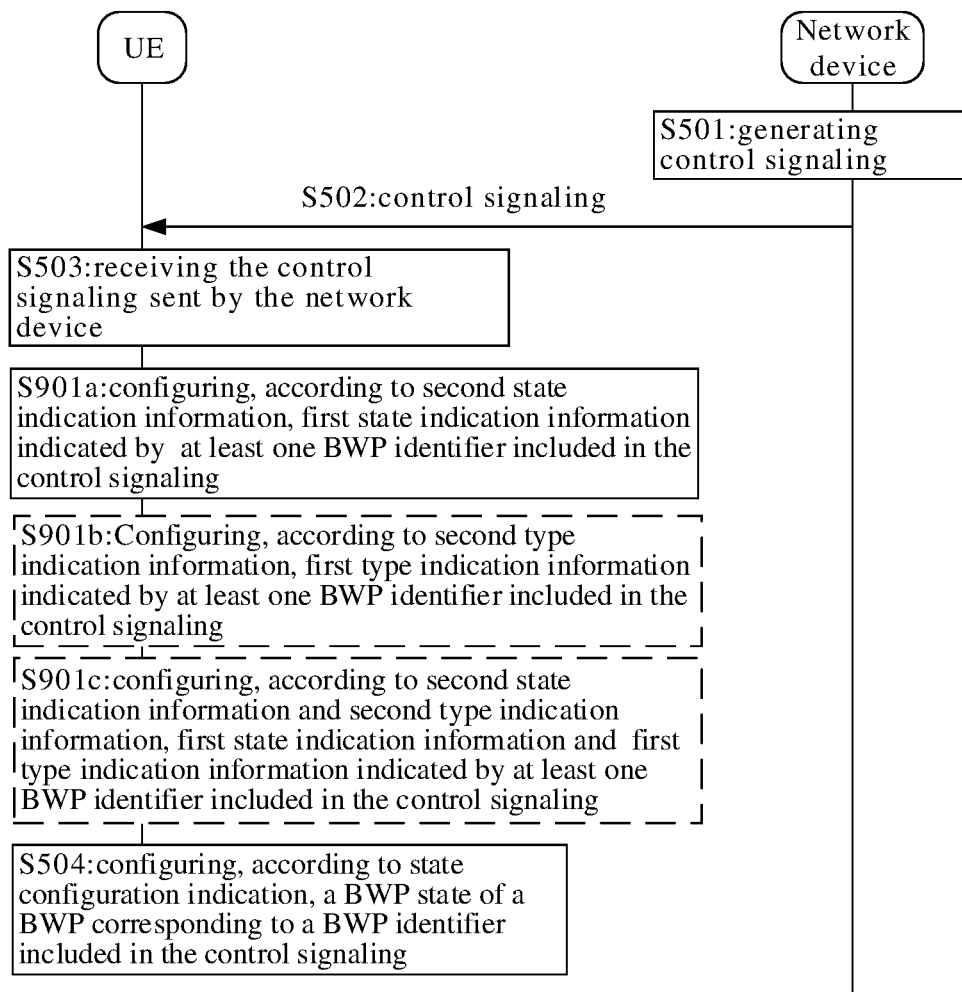 UE
Network
device
S501:generating
control signaling
S502:control signaling
S503:receiving the control
signaling sent by the network
device
S901a:configuring, according to second state
indication information, first state indication information
indicated by at least one BWP identifier included in the
control signaling
S901b:Configuring, according to second type
indication information, first type indication information
indicated by at least one BWP identifier included in the
control signaling
S901c:configuring, according to second state
indication information and second type indication
information, first state indication information and first
type indication information indicated by at least one
BWP identifier included in the control signaling
S504:configuring, according to state
configuration indication, a BWP state of a
BWP corresponding to a BWP identifier
included in the control signaling